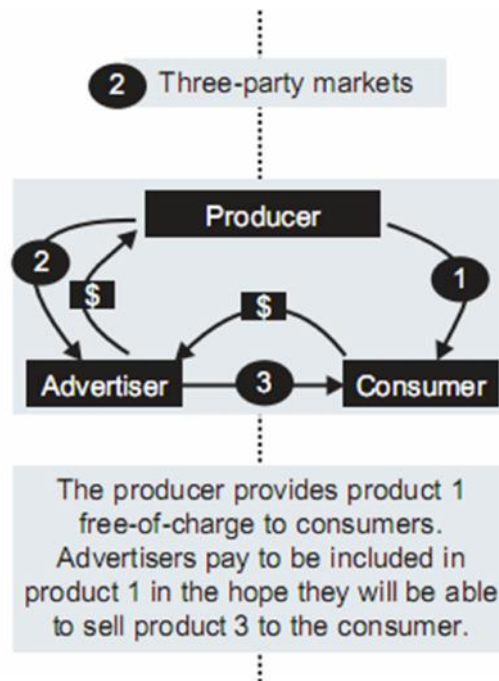 2 Three-party markets
Producer
2
1
$
$
Advertiser
3
Consumer
The producer provides product 1
free-of-charge to consumers.
Advertisers pay to be included in
product 1 in the hope they will be able
to sell product 3 to the consumer.